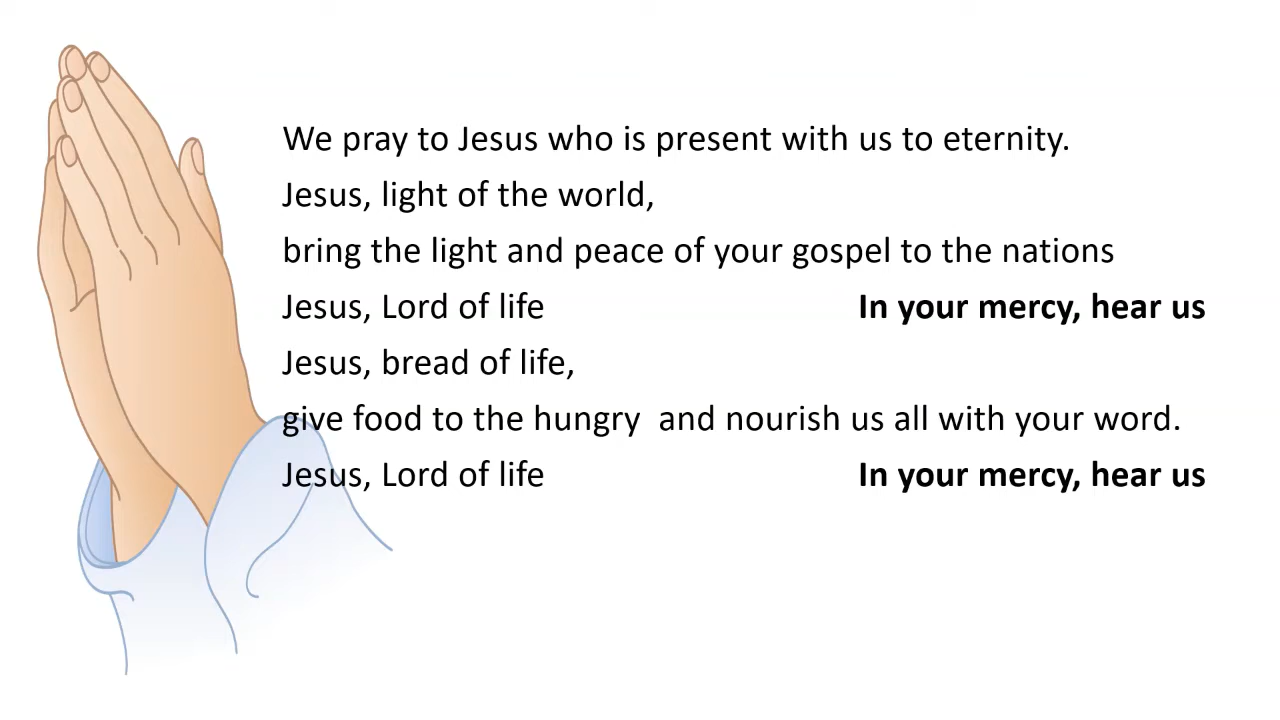 We pray to Jesus who is present with us to eternity.
Jesus, light of the world,
bring the light and peace of your gospel to the nations
Jesus, Lord of life In your mercy, hear us
Jesus, bread of life,
give food to the hungry  and nourish us all with your word.
Jesus, Lord of life In your mercy, hear us